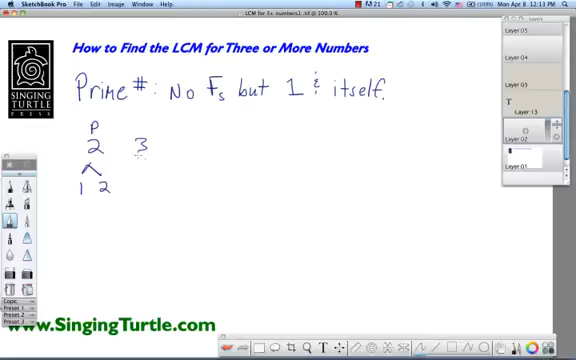 SketchBook Pro File Edit Image Window Help
21
(100%)
Mon Apr 8 12:13 PM
LCM for 3+ numbers1 .tif @ 100.0 %
Layers
Layer 05
Layer 04
Layer 03
T
Layer 13
Layer 02
Layer 01
How to Find the LCM for Three or More Numbers
SINGING
TURTLE
PRESS
Prime #: No Fs but 1 & itself.
P
2 3
1 2
Copic
Preset 1
Preset 2
Preset 3
www.SingingTurtle.com